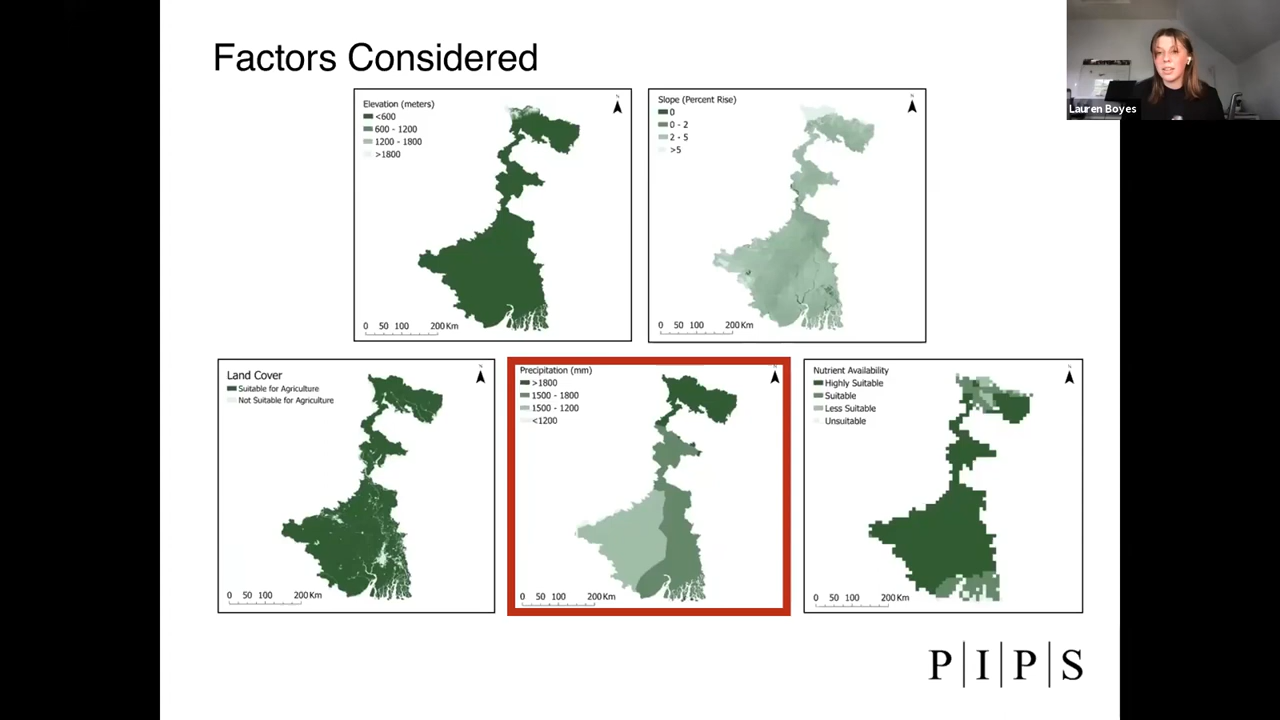 Factors Considered
Lauren Boyes
Elevation (meters)
<600
600 - 1200
1200 - 1800
>1800
N
0 50 100 200 Km
Slope (Percent Rise)
0
0 - 2
2 - 5
>5
N
0 50 100 200 Km
Land Cover
Suitable for Agriculture
Not Suitable for Agriculture
N
0 50 100 200 Km
Precipitation (mm)
>1800
1500 - 1800
1500 - 1200
<1200
N
0 50 100 200 Km
Nutrient Availability
Highly Suitable
Suitable
Less Suitable
Unsuitable
N
0 50 100 200 Km
P|I|P|S